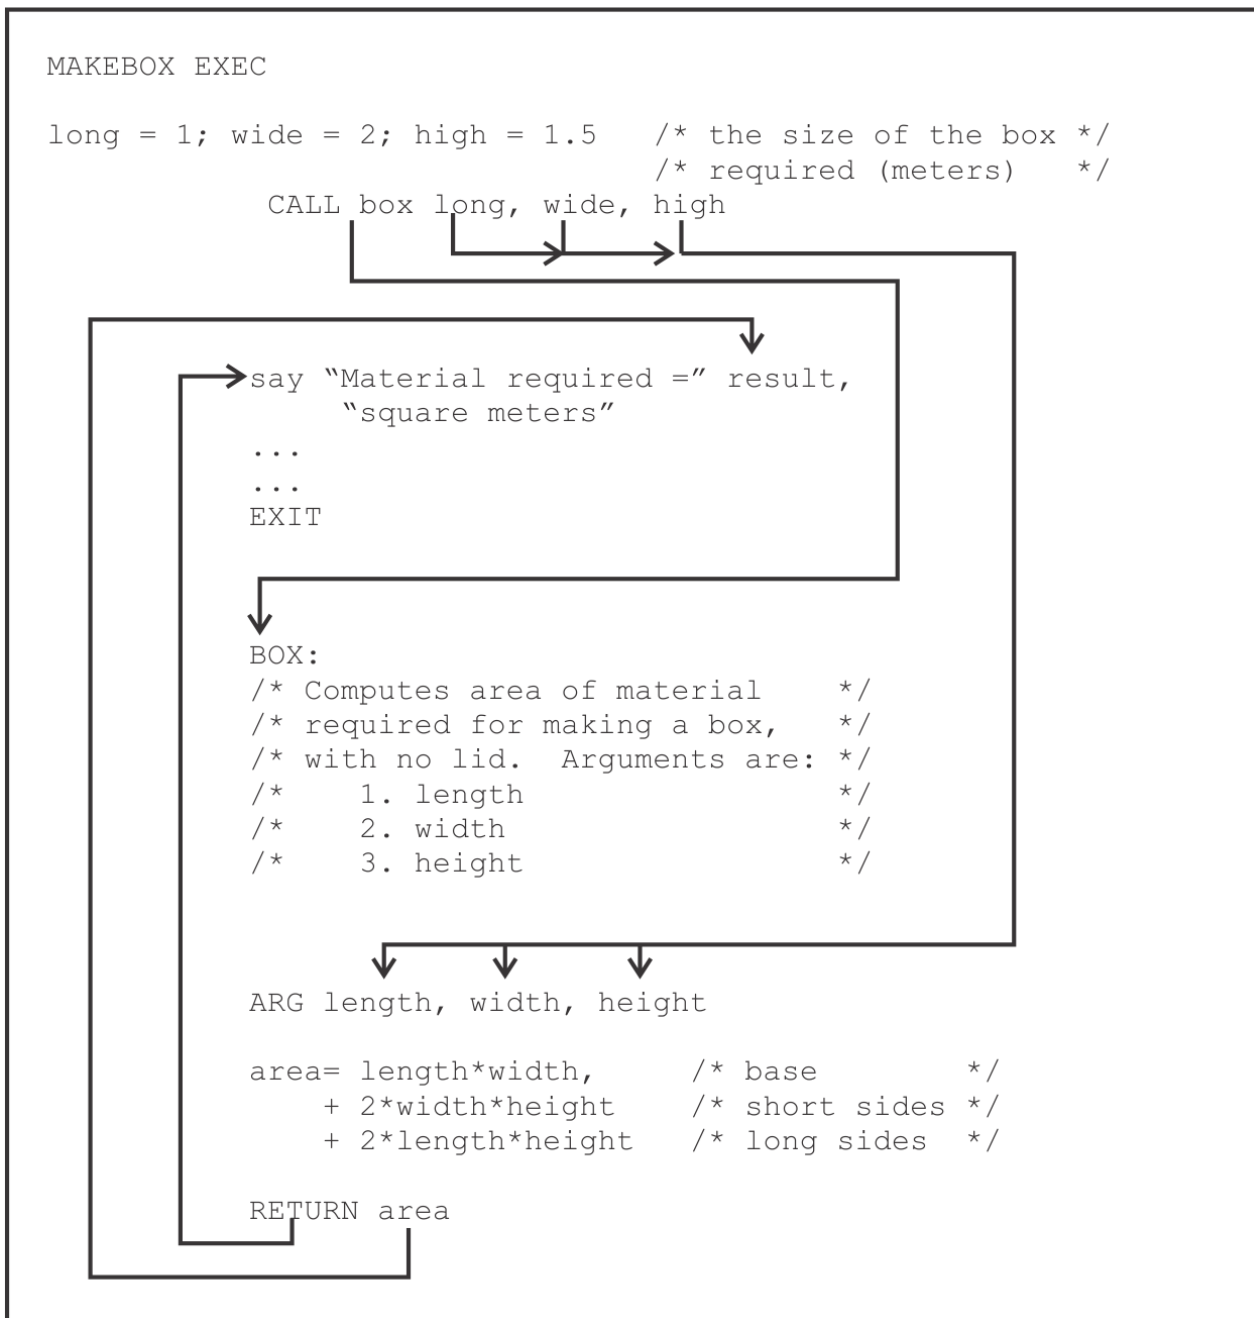 MAKEBOX EXEC
long = 1; wide = 2; high = 1.5   /* the size of the box */
/* required (meters)   */
CALL box long, wide, high
say “Material required =” result,
“square meters”
...
...
EXIT
BOX:
/* Computes area of material    */
/* required for making a box,   */
/* with no lid.  Arguments are: */
/*    1. length                 */
/*    2. width                  */
/*    3. height                 */
ARG length, width, height
area= length*width,     /* base        */
+ 2*width*height    /* short sides */
+ 2*length*height   /* long sides  */
RETURN area